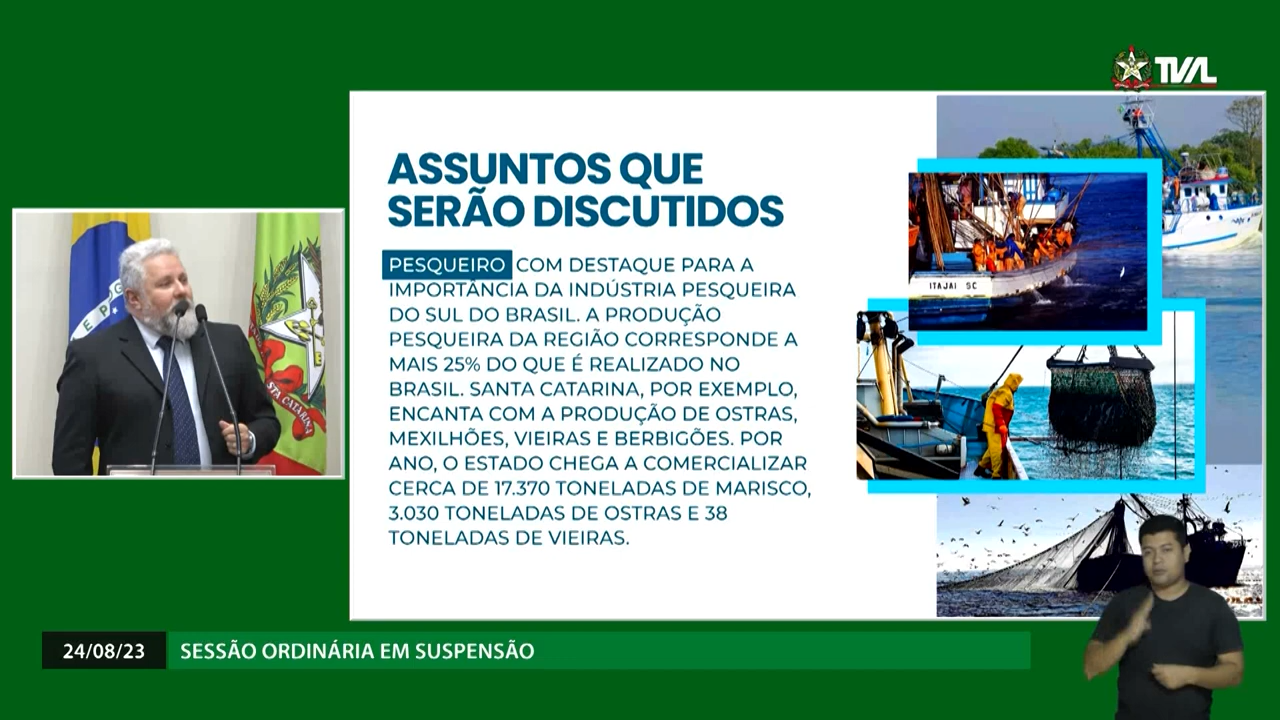 TVAL
ASSUNTOS QUE
SERÃO DISCUTIDOS
PESQUEIRO COM DESTAQUE PARA A
IMPORTÂNCIA DA INDÚSTRIA PESQUEIRA
DO SUL DO BRASIL. A PRODUÇÃO
PESQUEIRA DA REGIÃO CORRESPONDE A
MAIS 25% DO QUE É REALIZADO NO
BRASIL. SANTA CATARINA, POR EXEMPLO,
ENCANTA COM A PRODUÇÃO DE OSTRAS,
MEXILHÕES, VIEIRAS E BERBIGÕES. POR
ANO, O ESTADO CHEGA A COMERCIALIZAR
CERCA DE 17.370 TONELADAS DE MARISCO,
3.030 TONELADAS DE OSTRAS E 38
TONELADAS DE VIEIRAS.
ITAJAI SC
E P
STA CATARINA
24/08/23 SESSÃO ORDINÁRIA EM SUSPENSÃO